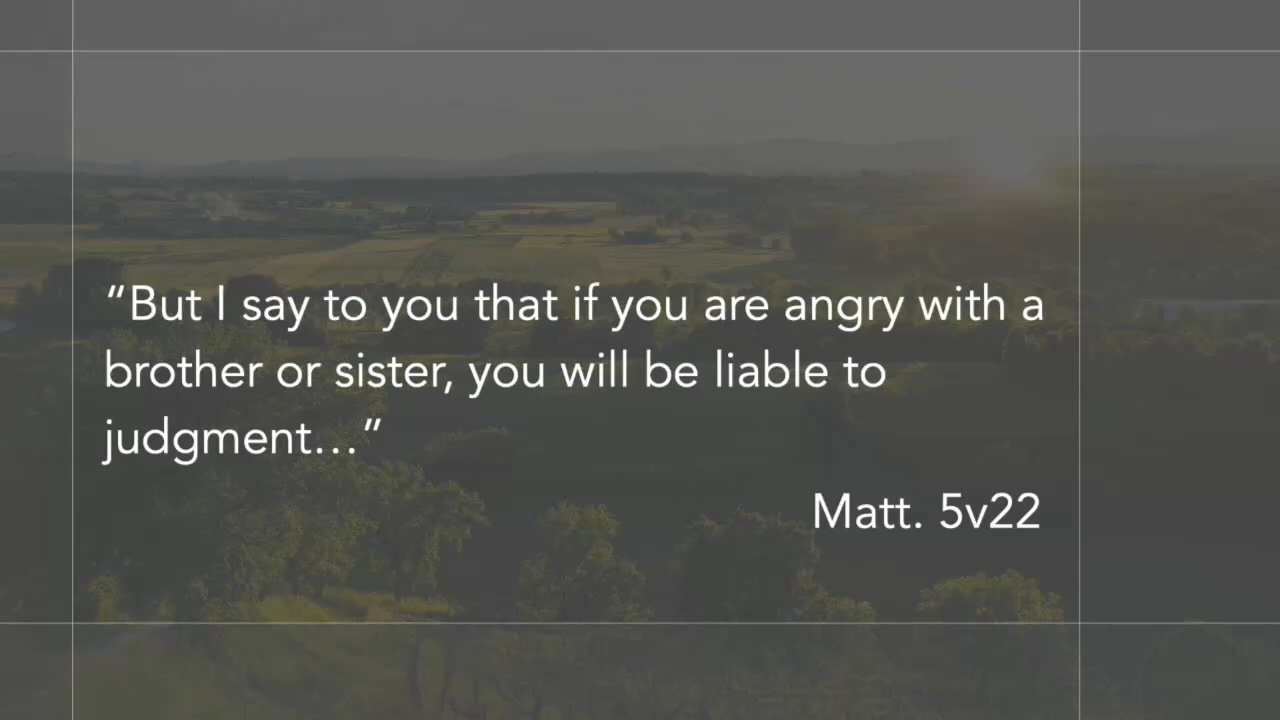 “But I say to you that if you are angry with a
brother or sister, you will be liable to
judgment…”
Matt. 5v22